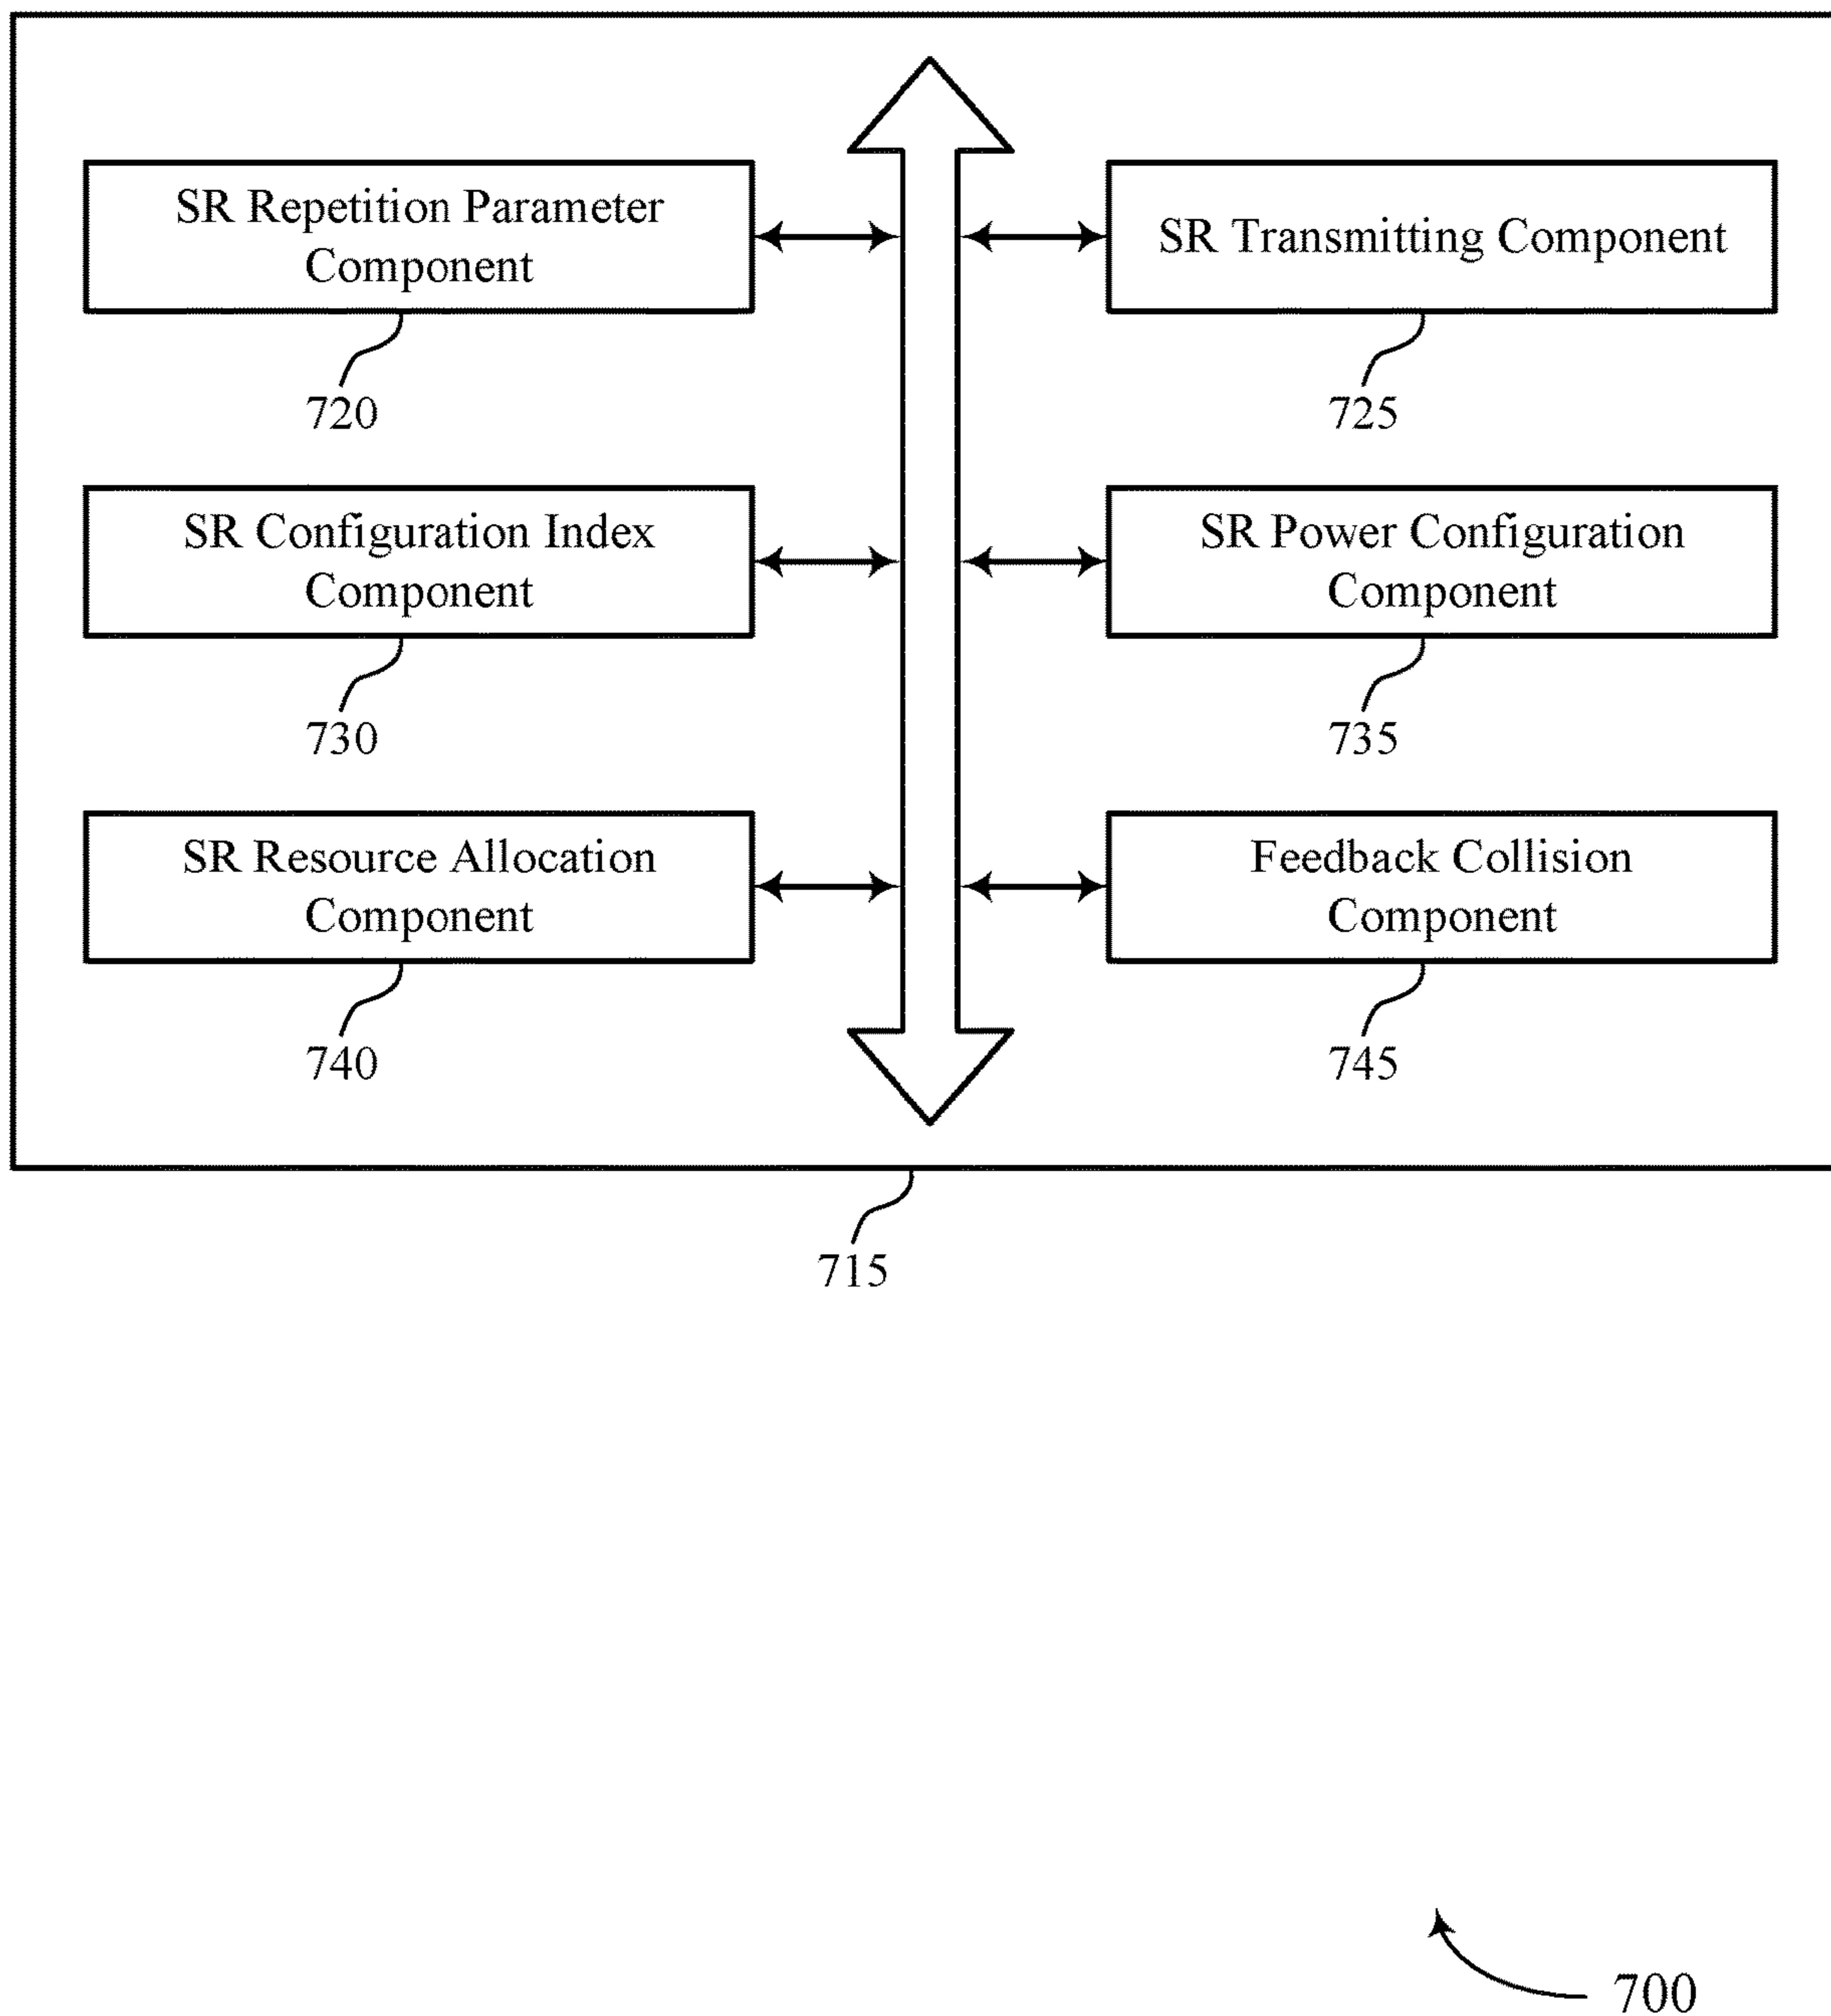 SR Repetition Parameter
Component
720
SR Transmitting Component
725
SR Configuration Index
Component
730
SR Power Configuration
Component
735
SR Resource Allocation
Component
740
Feedback Collision
Component
745
715
700